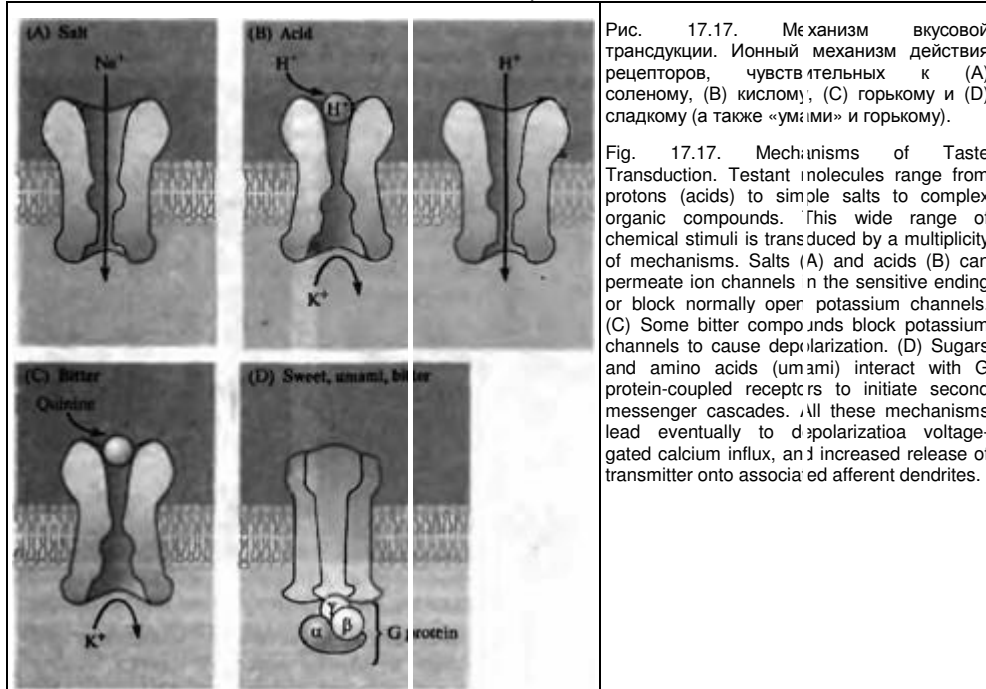 (A) Salt
Na+
(B) Acid
H+
H+
H+
K+
(C) Bitter
Quinine
K+
(D) Sweet, umami, bitter
γ
α
β
G protein
Рис. 17.17. Механизм вкусовой
трансдукции. Ионный механизм действия
рецепторов, чувствительных к (A)
соленому, (B) кислому, (C) горькому и (D)
сладкому (а также «умами» и горькому).
Fig. 17.17. Mechanisms of Taste
Transduction. Testant molecules range from
protons (acids) to simple salts to complex
organic compounds. This wide range of
chemical stimuli is transduced by a multiplicity
of mechanisms. Salts (A) and acids (B) can
permeate ion channels in the sensitive ending
or block normally open potassium channels.
(C) Some bitter compounds block potassium
channels to cause depolarization. (D) Sugars
and amino acids (umami) interact with G
protein-coupled receptors to initiate second
messenger cascades. All these mechanisms
lead eventually to depolarizatioa voltage-
gated calcium influx, and increased release of
transmitter onto associated afferent dendrites.